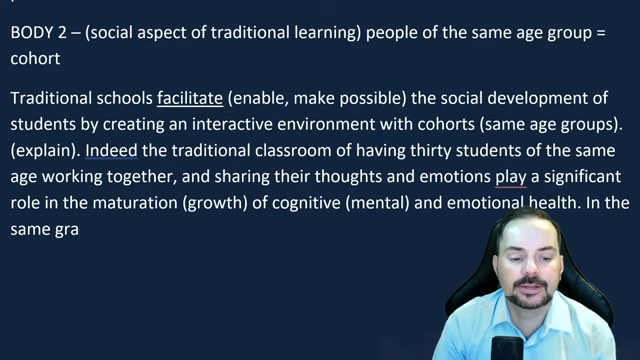 BODY 2 – (social aspect of traditional learning) people of the same age group =
cohort
Traditional schools facilitate (enable, make possible) the social development of
students by creating an interactive environment with cohorts (same age groups).
(explain). Indeed the traditional classroom of having thirty students of the same
age working together, and sharing their thoughts and emotions play a significant
role in the maturation (growth) of cognitive (mental) and emotional health. In the
same gra